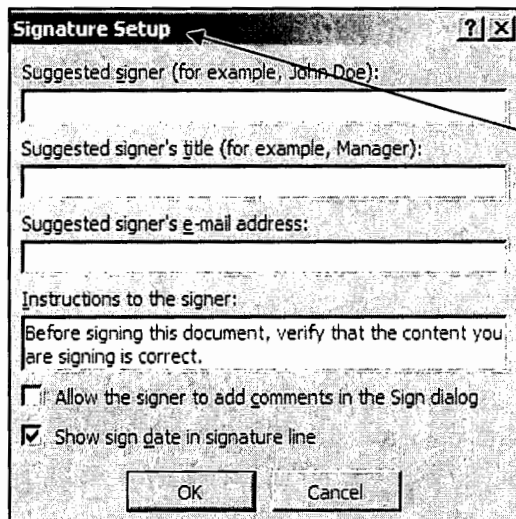 Signature Setup
Suggested signer (for example, John Doe):
Suggested signer's title (for example, Manager):
Suggested signer's e-mail address:
Instructions to the signer:
Before signing this document, verify that the content you
are signing is correct.
Allow the signer to add comments in the Sign dialog
Show sign date in signature line
OK
Cancel